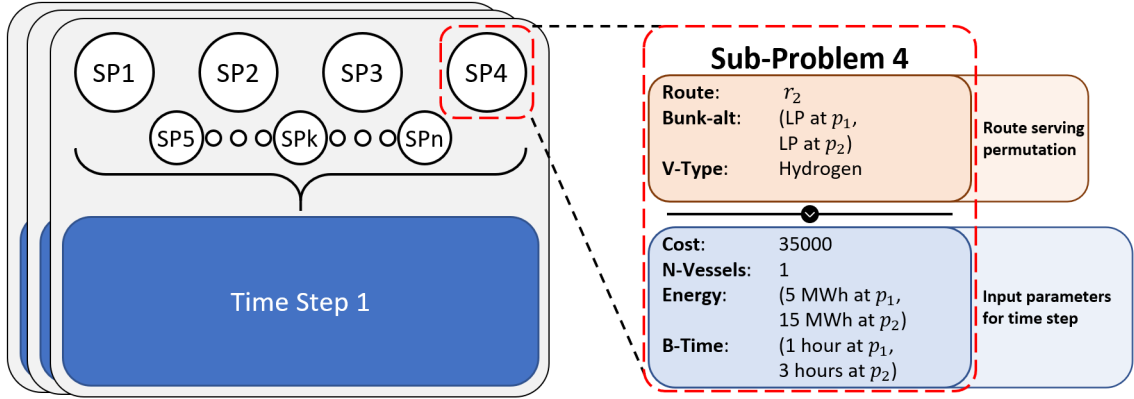 SP1 SP2 SP3 SP4
SP5 SPk SPn
Time Step 1
Sub-Problem 4
Route: r₂
Bunk-alt: (LP at p₁,
LP at p₂)
V-Type: Hydrogen
Route serving
permutation
Cost: 35000
N-Vessels: 1
Energy: (5 MWh at p₁,
15 MWh at p₂)
B-Time: (1 hour at p₁,
3 hours at p₂)
Input parameters
for time step